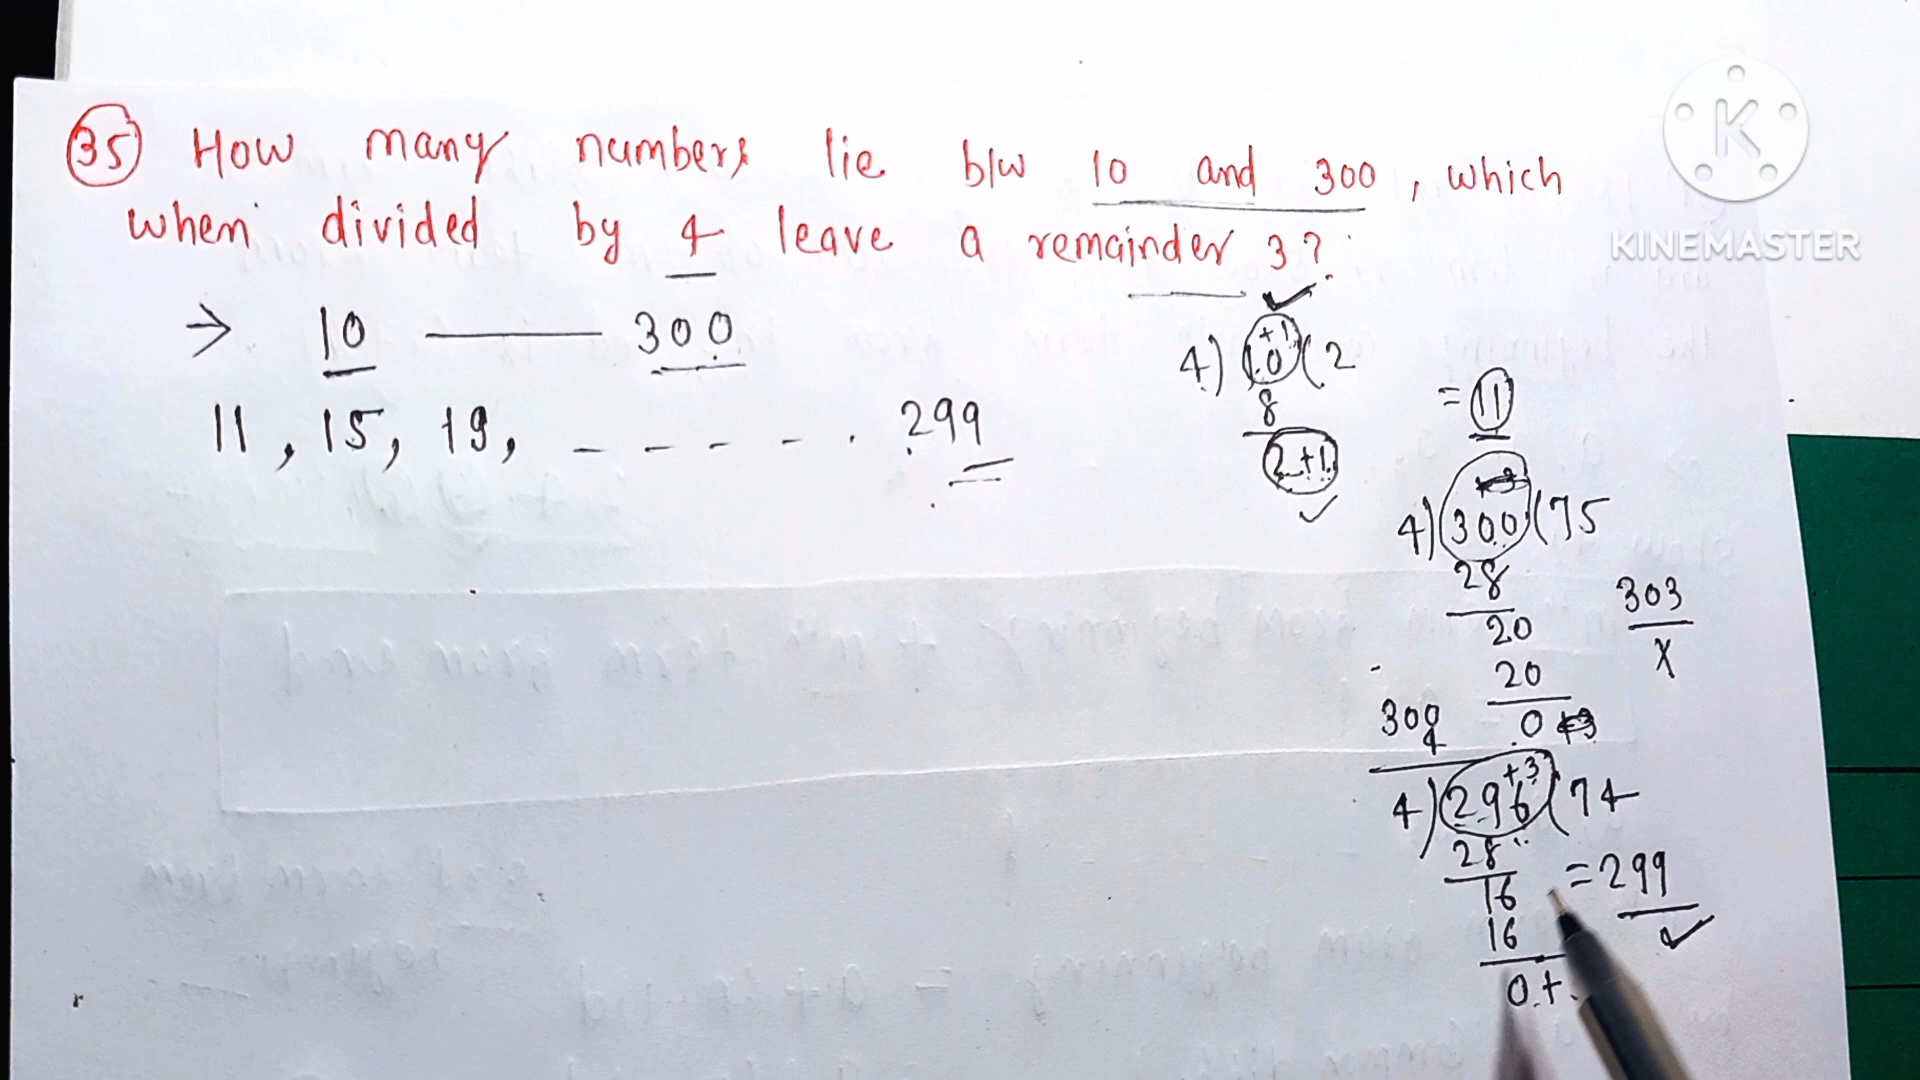 35 How many numbers lie b/w 10 and 300, which
when divided by 4 leave a remainder 3?
→ 10 —— 300
11, 15, 19, - - - - . 299
4) 10 +1 (2
8
2+1
= 11
4) 300 (75
28
20
20
0
303
x
300
4
4) 296 +3 (74
28
16
16
0 +
= 299
K
KINEMASTER